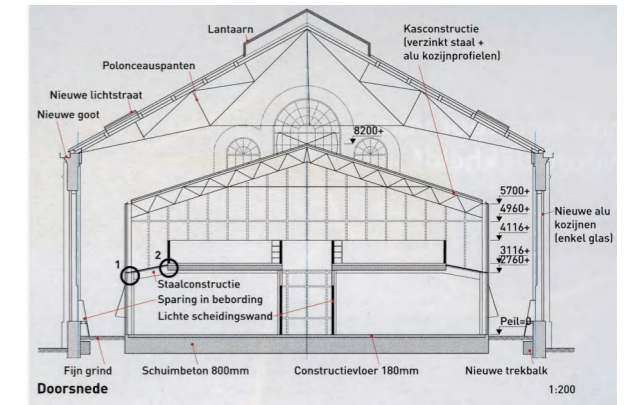 Lantaarn
Kasconstructie
(verzinkt staal +
alu kozijnprofielen)
Polonceauspanten
Nieuwe lichtstraat
Nieuwe goot
8200+
5700+
4960+
4116+
3116+
2760+
Nieuwe alu
kozijnen
(enkel glas)
1
2
Staalconstructie
Sparing in bebording
Lichte scheidingswand
Peil=0
Fijn grind
Schuimbeton 800mm
Constructievloer 180mm
Nieuwe trekbalk
Doorsnede
1:200